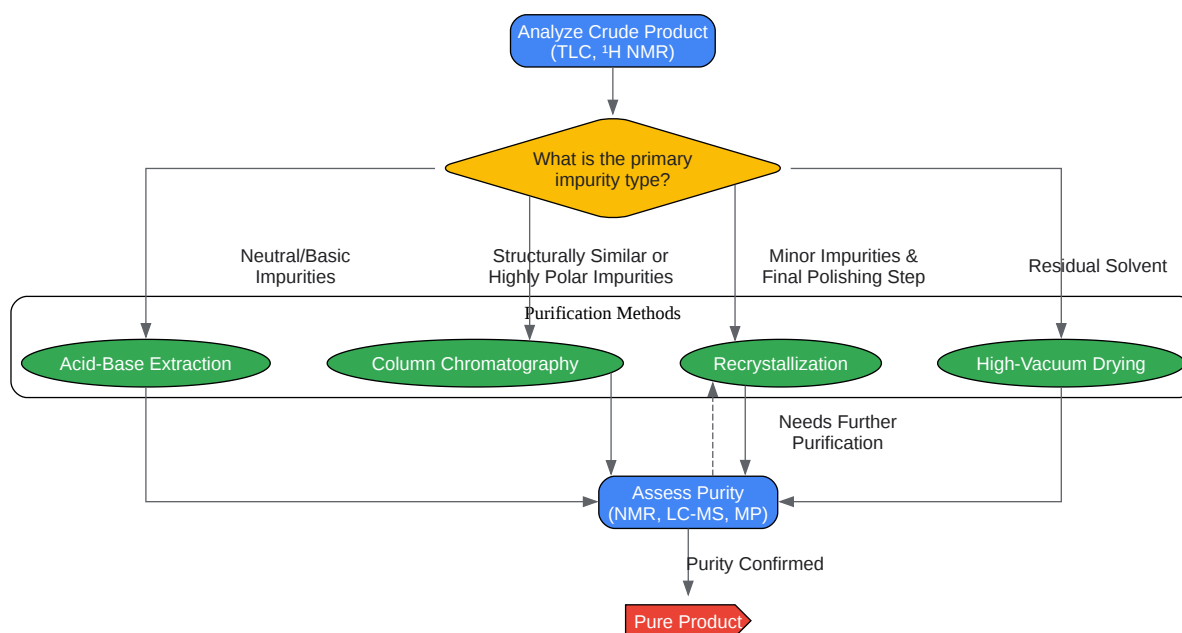 Analyze Crude Product
(TLC, ¹H NMR)
What is the primary
impurity type?
Neutral/Basic
Impurities
Structurally Similar or
Highly Polar Impurities
Minor Impurities &
Final Polishing Step
Residual Solvent
Purification Methods
Acid-Base Extraction
Column Chromatography
Recrystallization
High-Vacuum Drying
Needs Further
Purification
Assess Purity
(NMR, LC-MS, MP)
Purity Confirmed
Pure Product